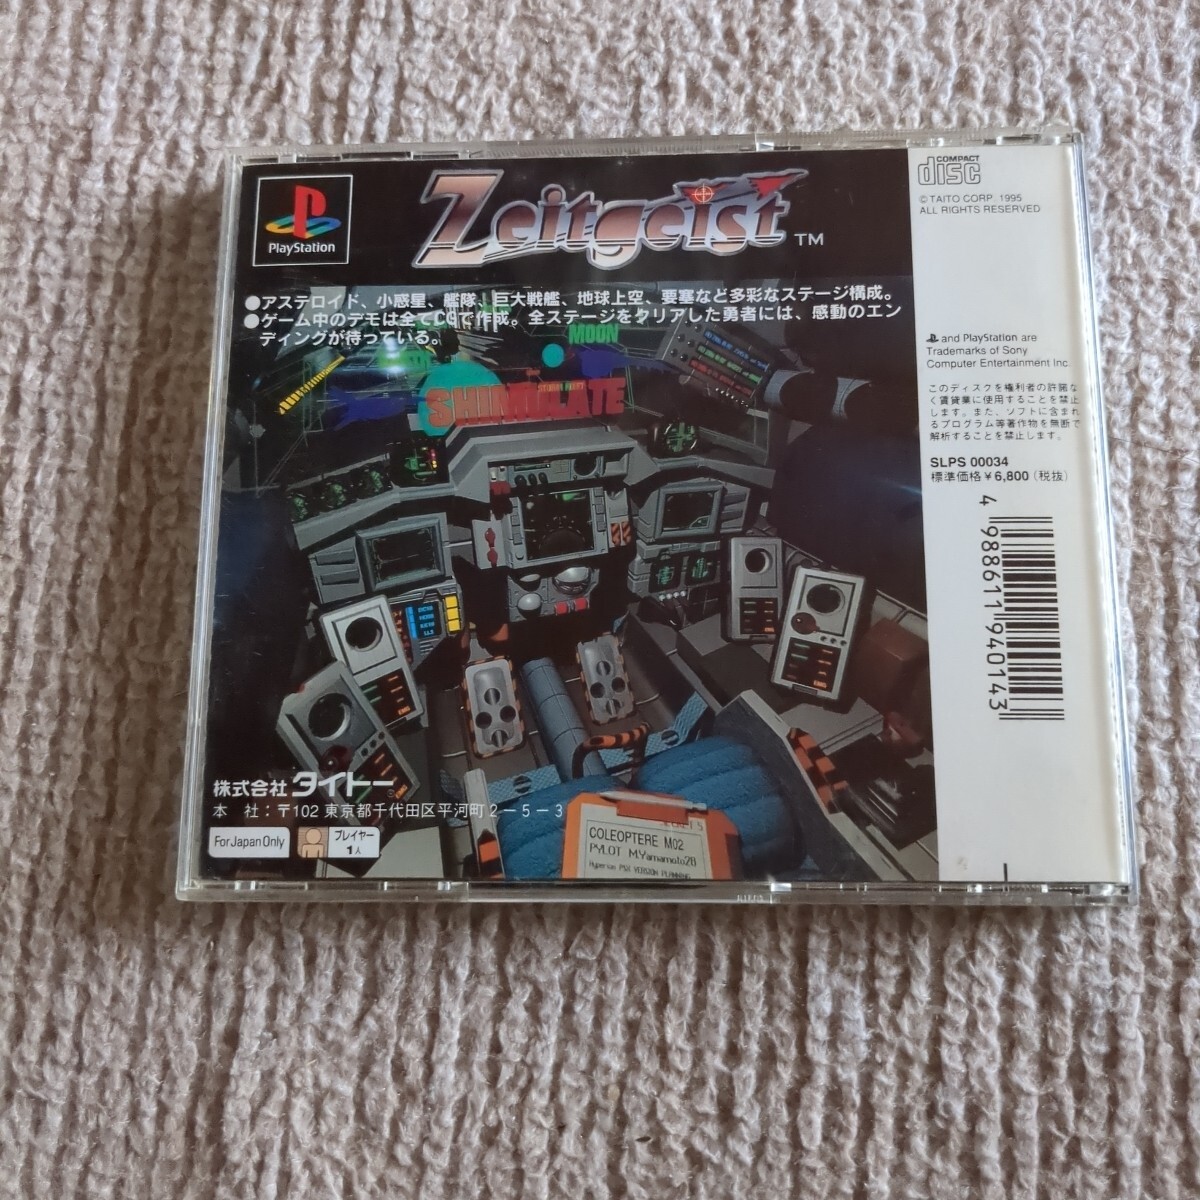 PlayStation
Zeitgeist TM
COMPACT
disc
© TAITO CORP. 1995
ALL RIGHTS RESERVED
●アステロイド、小惑星、艦隊、巨大戦艦、地球上空、要塞など多彩なステージ構成。
●ゲーム中のデモは全てCGで作成。全ステージをクリアした勇者には、感動のエン
ディングが待っている。
MOON
SHIMULATE
and PlayStation are
Trademarks of Sony
Computer Entertainment Inc.
このディスクを権利者の許諾な
く賃貸業に使用することを禁止
します。また、ソフトに含まれ
るプログラム等著作物を無断で
解析することを禁止します。
SLPS 00034
標準価格￥6,800(税抜)
4 988611 940143
株式会社 タイトー
本 社：〒102 東京都千代田区平河町2－5－3
For Japan Only
プレイヤー
1人
COLEOPTERE M02
PYLOT M.Yamamoto20